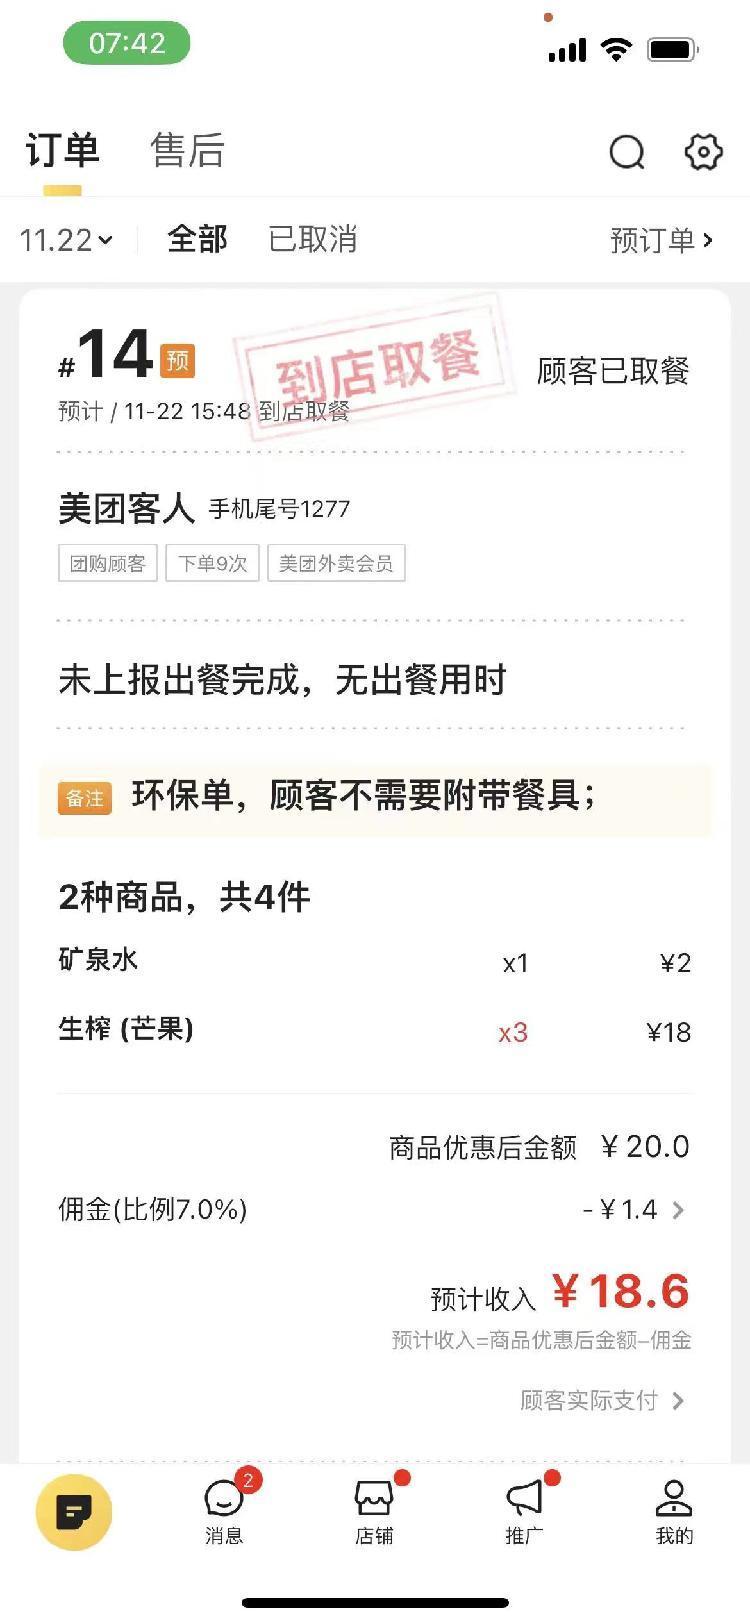 07:42
订单 售后
11.22 全部 已取消 预订单
#14 预 到店取餐 顾客已取餐
预计 / 11-22 15:48 到店取餐
美团客人 手机尾号1277
团购顾客 下单9次 美团外卖会员
未上报出餐完成，无出餐用时
备注 环保单，顾客不需要附带餐具；
2种商品，共4件
矿泉水 x1 ¥2
生榨 (芒果) x3 ¥18
商品优惠后金额 ¥20.0
佣金(比例7.0%) -¥1.4
预计收入 ¥18.6
预计收入=商品优惠后金额-佣金
顾客实际支付
2
消息 店铺 推广 我的